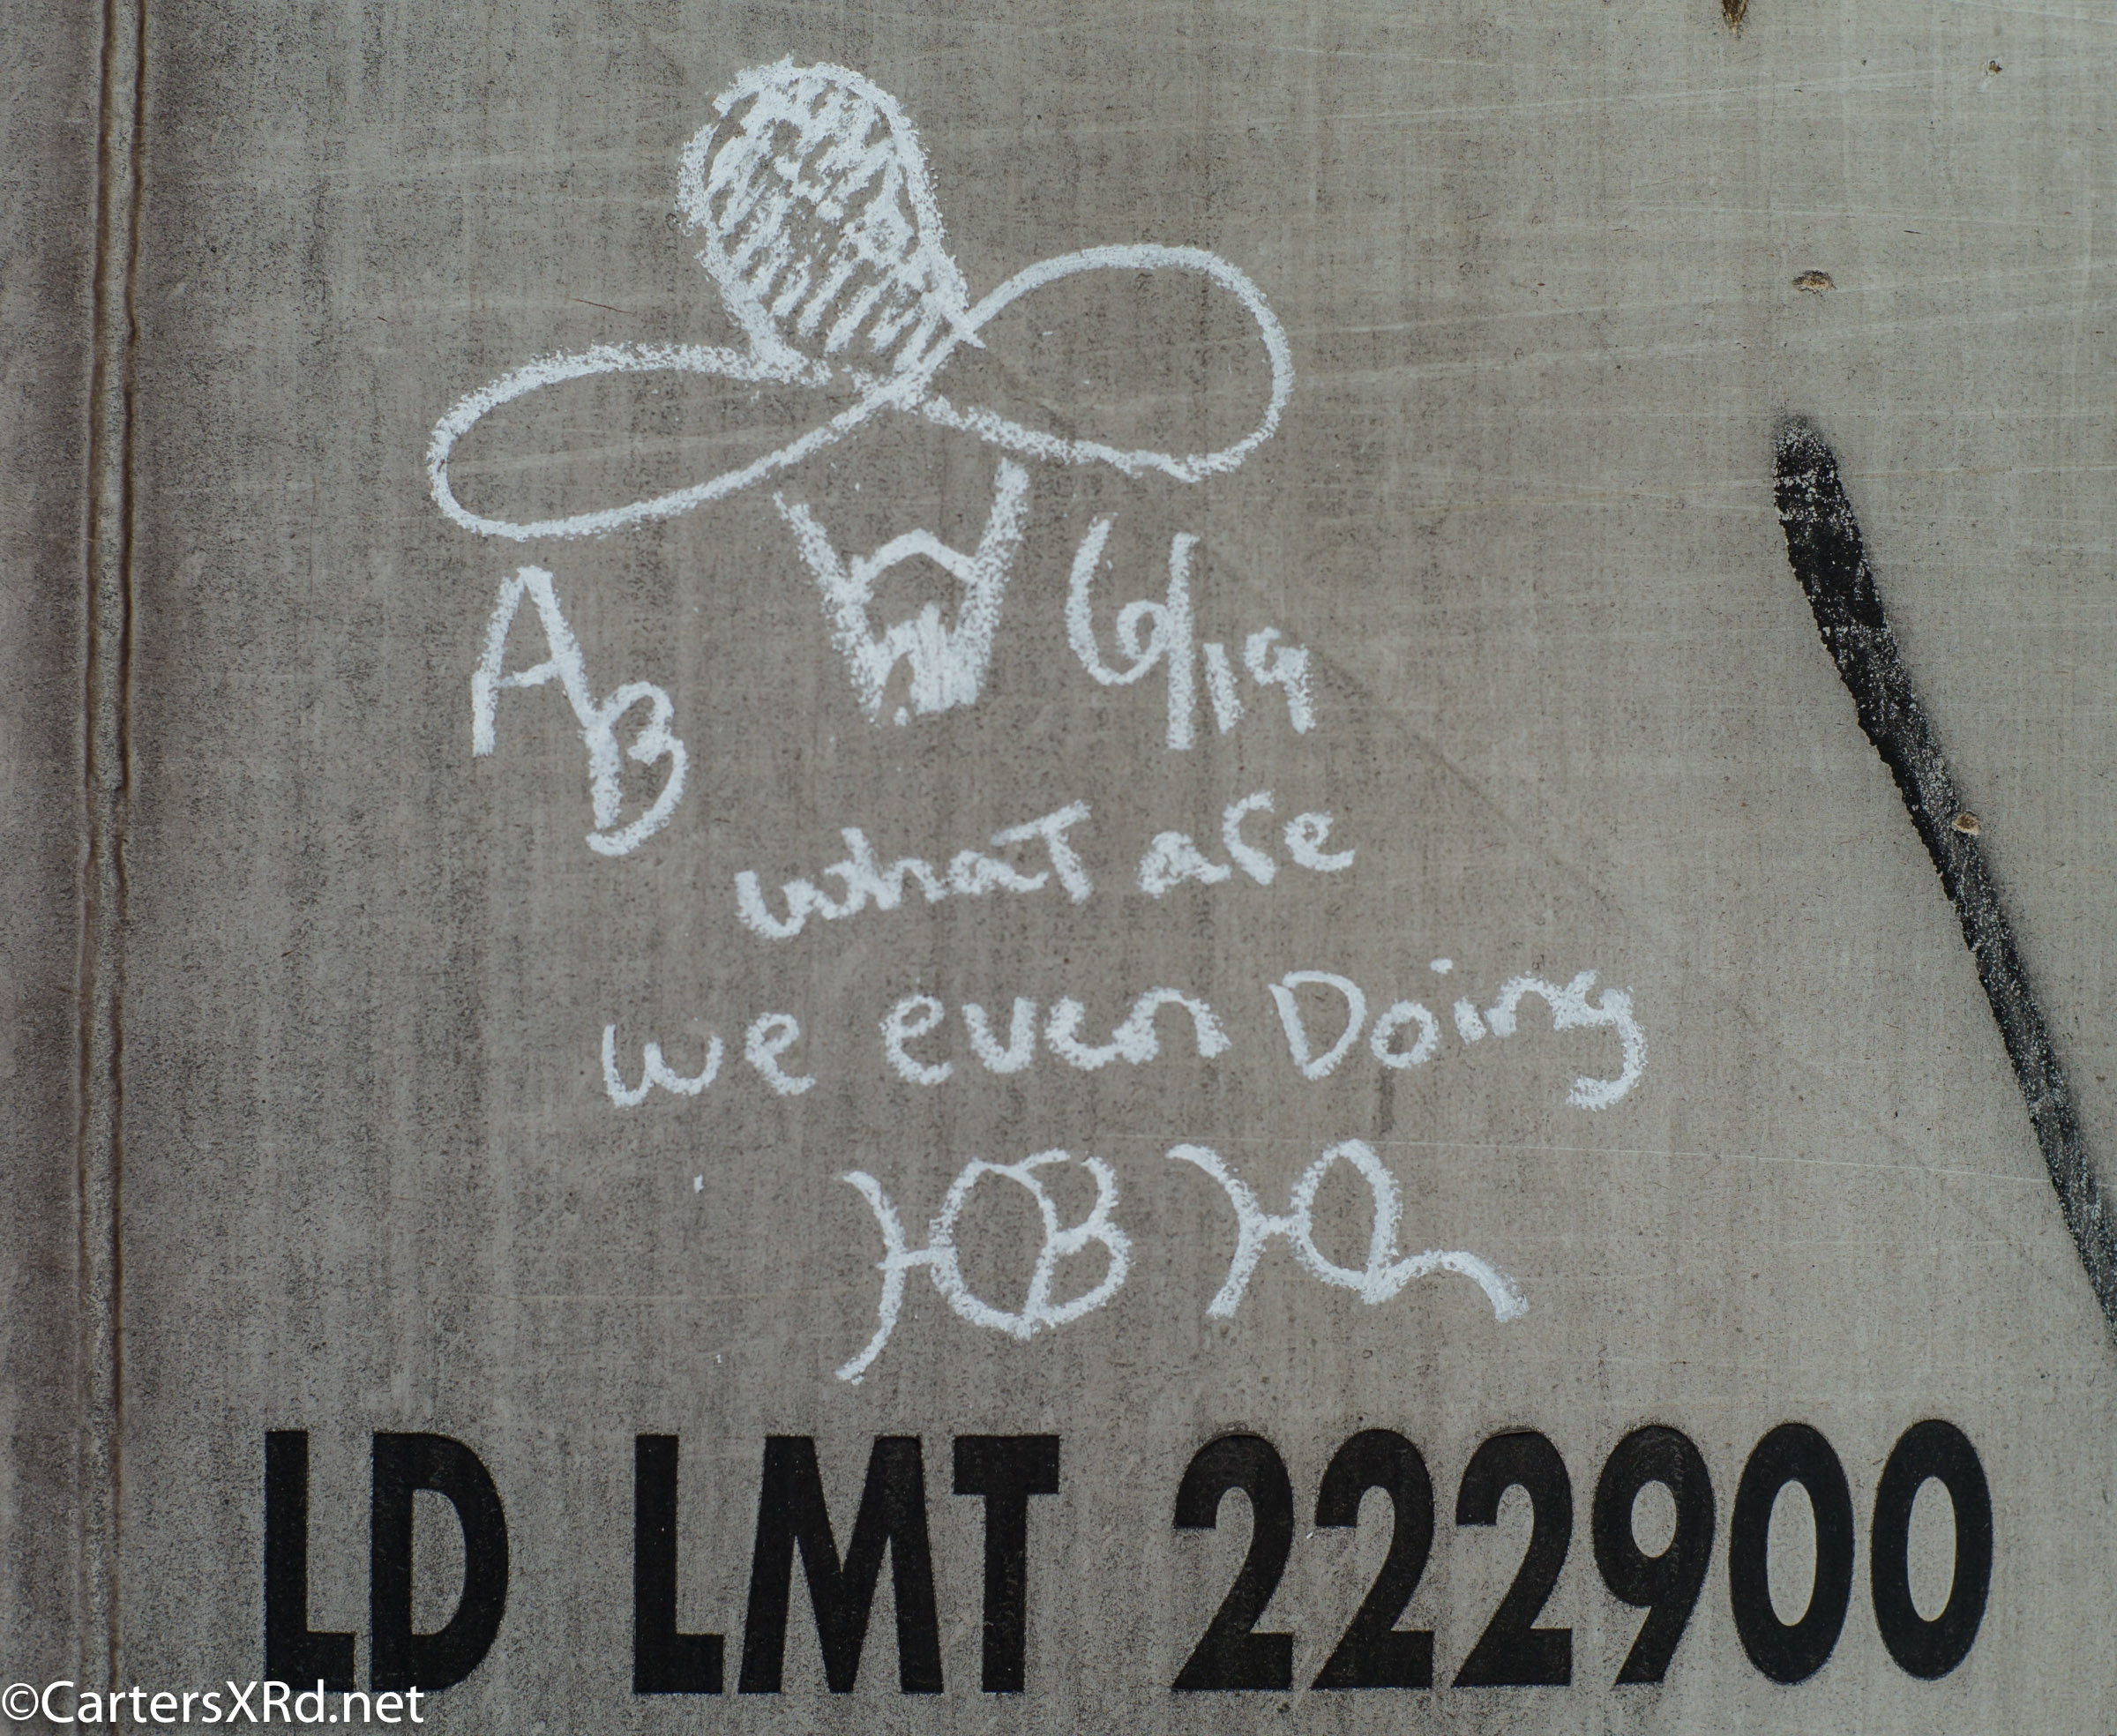 AB
6/19
what are
we even Doing
LD LMT 222900
©CartersXRd.net